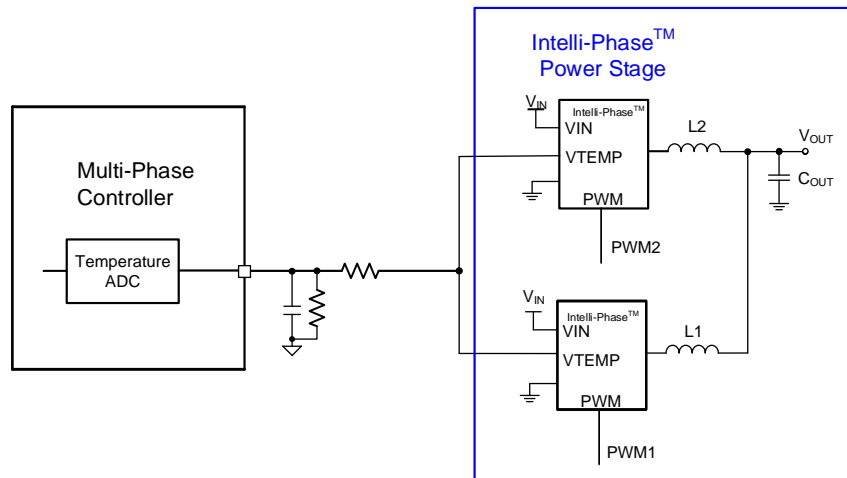 Intelli-Phase™
Power Stage
Multi-Phase
Controller
Temperature
ADC
VIN
Intelli-Phase™
VIN
VTEMP
PWM
L2
VOUT
COUT
PWM2
VIN
Intelli-Phase™
VIN
VTEMP
PWM
L1
PWM1